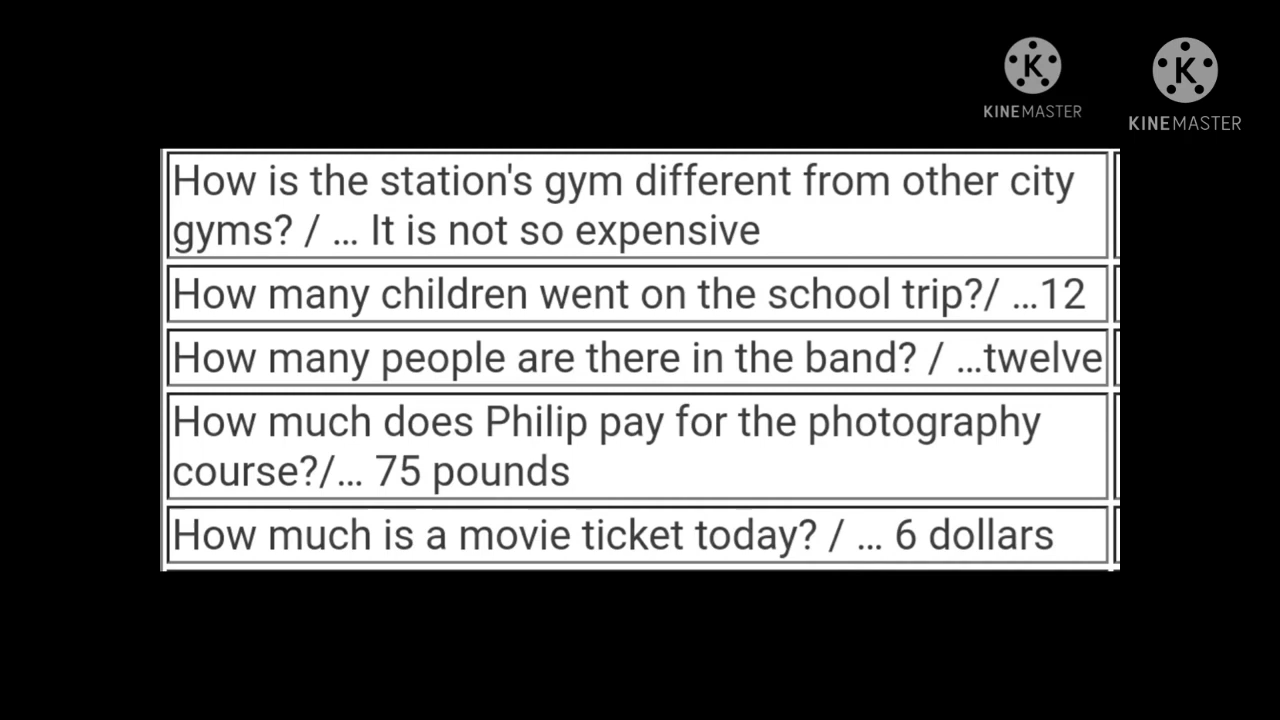 K
KINEMASTER
K
KINEMASTER
How is the station's gym different from other city
gyms? / ... It is not so expensive
How many children went on the school trip?/ ...12
How many people are there in the band? / ...twelve
How much does Philip pay for the photography
course?/... 75 pounds
How much is a movie ticket today? / ... 6 dollars